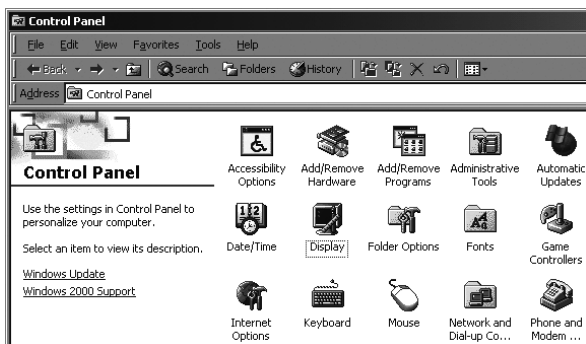 Control Panel
File Edit View Favorites Tools Help
Back Search Folders History
Address Control Panel
Control Panel
Use the settings in Control Panel to
personalize your computer.
Select an item to view its description.
Windows Update
Windows 2000 Support
Accessibility
Options
Add/Remove
Hardware
Add/Remove
Programs
Administrative
Tools
Automatic
Updates
12
Date/Time
Display
Folder Options
Fonts
Game
Controllers
Internet
Options
Keyboard
Mouse
Network and
Dial-up Co...
Phone and
Modem ...